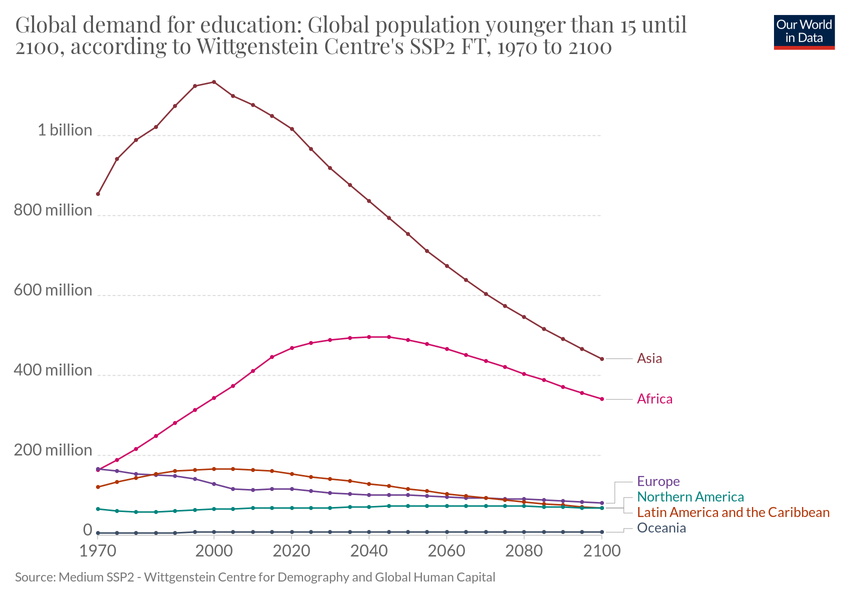 Global demand for education: Global population younger than 15 until
2100, according to Wittgenstein Centre's SSP2 FT, 1970 to 2100
Our World
in Data
1 billion
800 million
600 million
400 million
200 million
0
1970
2000
2020
2040
2060
2080
2100
Asia
Africa
Europe
Northern America
Latin America and the Caribbean
Oceania
Source: Medium SSP2 - Wittgenstein Centre for Demography and Global Human Capital